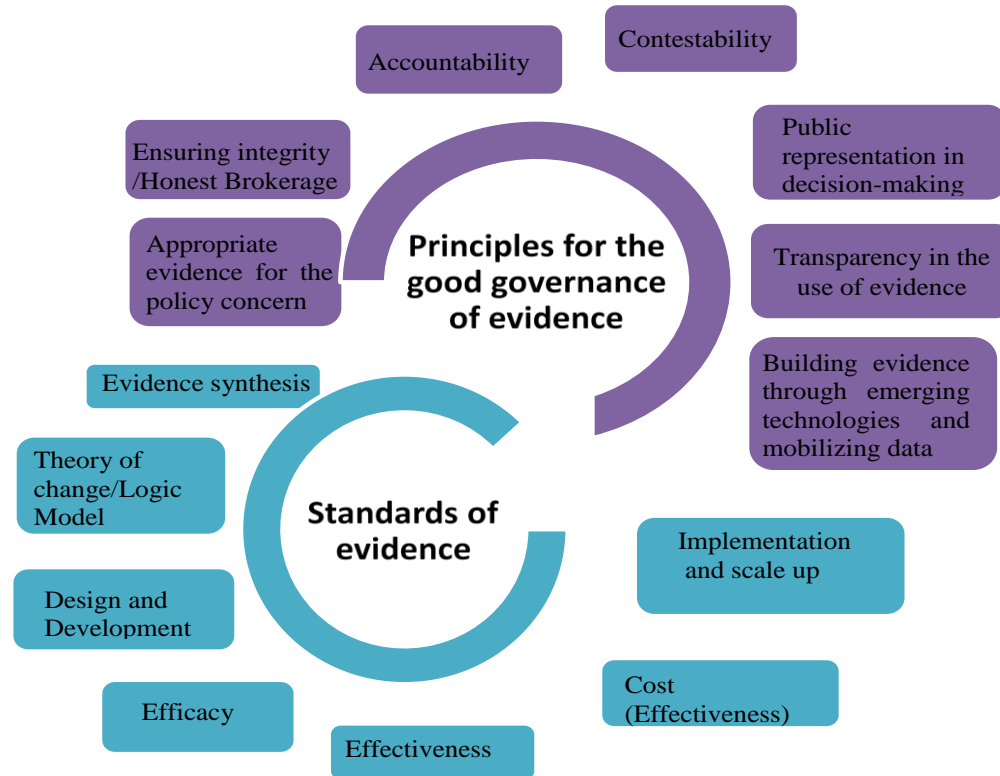 Contestability
Accountability
Public
representation in
decision-making
Ensuring integrity
/Honest Brokerage
Appropriate
evidence for the
policy concern
Principles for the
good governance
of evidence
Transparency in the
use of evidence
Building evidence
through emerging
technologies and
mobilizing data
Evidence synthesis
Theory of
change/Logic
Model
Standards of
evidence
Implementation
and scale up
Design and
Development
Cost
(Effectiveness)
Efficacy
Effectiveness